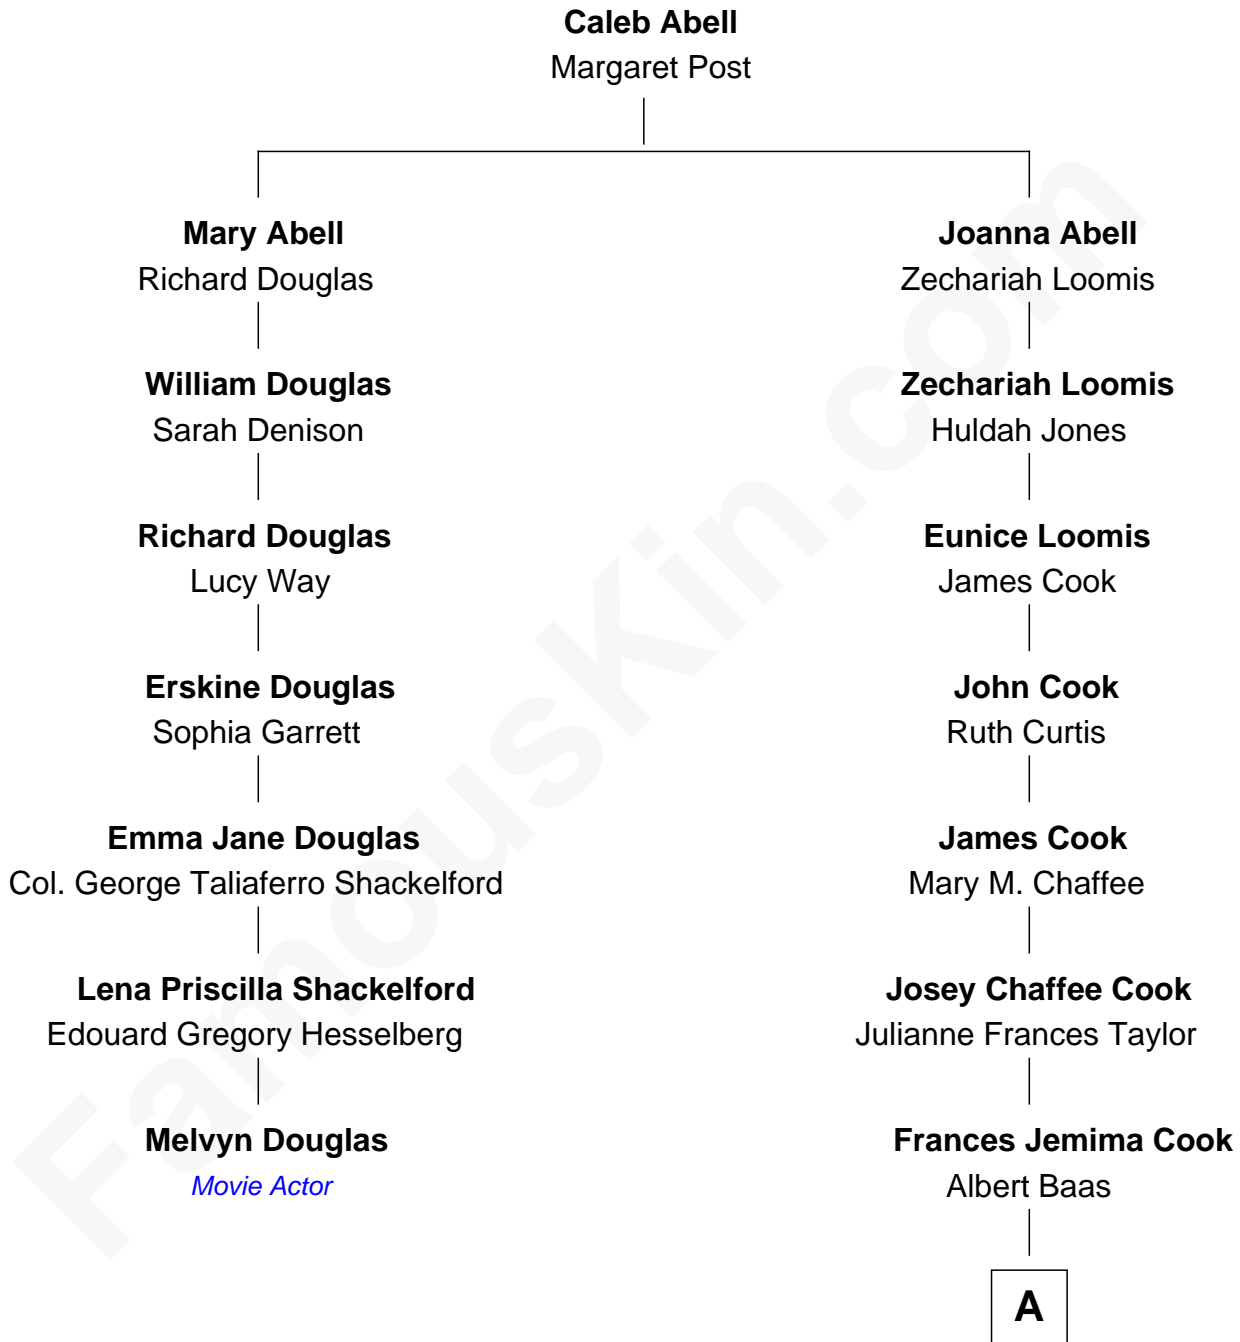 Caleb Abell
Margaret Post
Mary Abell
Richard Douglas
Joanna Abell
Zechariah Loomis
William Douglas
Sarah Denison
Zechariah Loomis
Huldah Jones
Richard Douglas
Lucy Way
Eunice Loomis
James Cook
Erskine Douglas
Sophia Garrett
John Cook
Ruth Curtis
Emma Jane Douglas
Col. George Taliaferro Shackelford
James Cook
Mary M. Chaffee
Lena Priscilla Shackelford
Edouard Gregory Hesselberg
Josey Chaffee Cook
Julianne Frances Taylor
Melvyn Douglas
Movie Actor
Frances Jemima Cook
Albert Baas
A
FamousKin.com